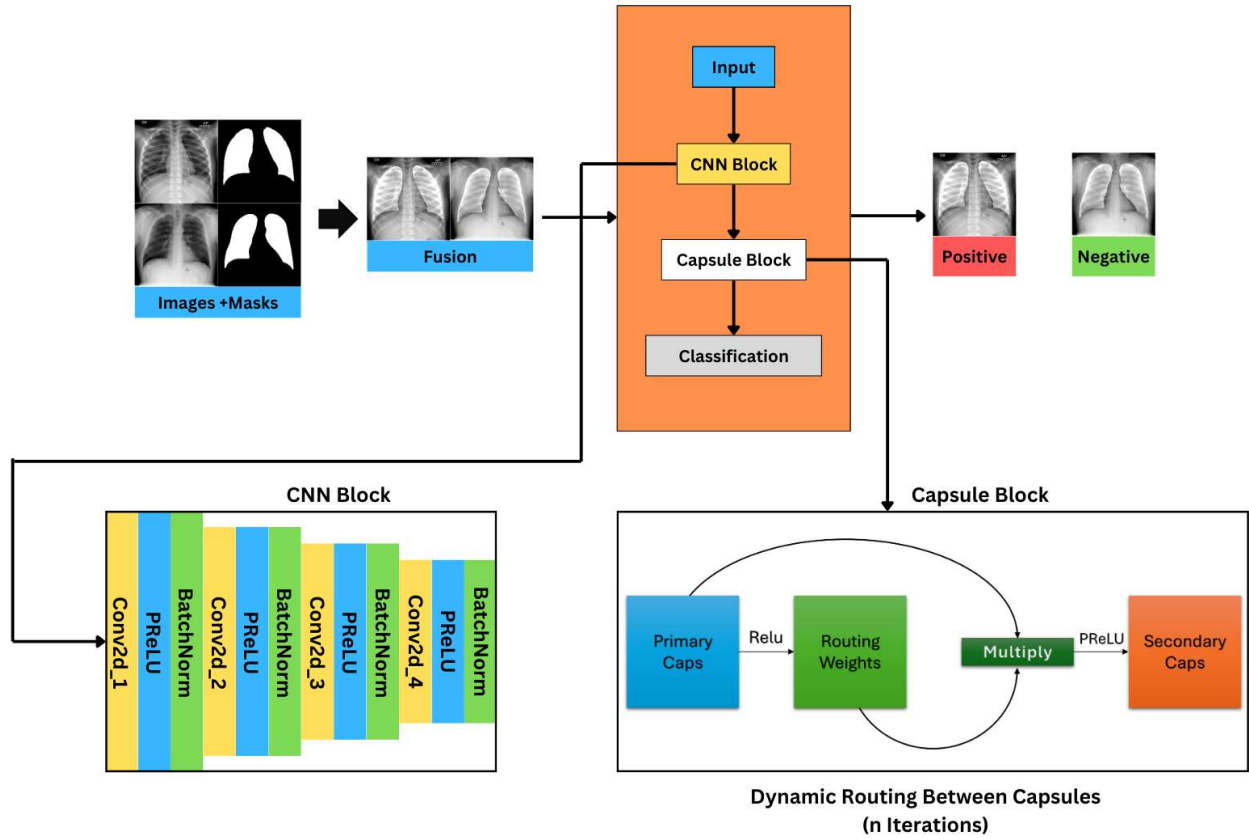 Input
CNN Block
Capsule Block
Classification
Images +Masks
Fusion
Positive
Negative
CNN Block
Conv2d_1
PReLU
BatchNorm
Conv2d_2
PReLU
BatchNorm
Conv2d_3
PReLU
BatchNorm
Conv2d_4
PReLU
BatchNorm
Capsule Block
Primary
Caps
Relu
Routing
Weights
Multiply
PReLU
Secondary
Caps
Dynamic Routing Between Capsules
(n Iterations)